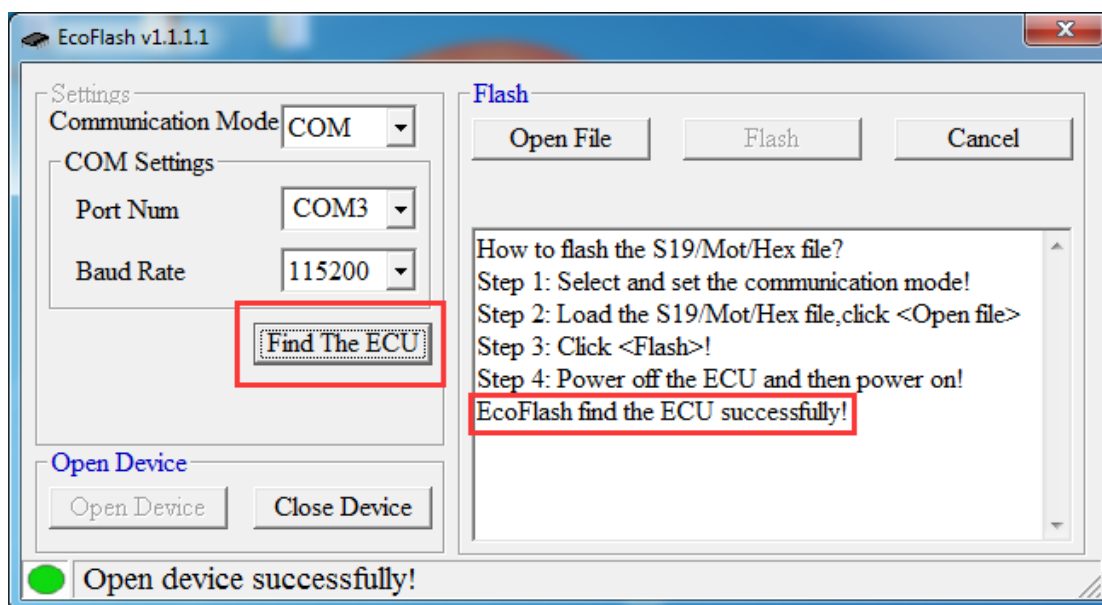 EcoFlash v1.1.1.1
Settings
Communication Mode COM
COM Settings
Port Num COM3
Baud Rate 115200
Find The ECU
Open Device
Open Device Close Device
Flash
Open File Flash Cancel
How to flash the S19/Mot/Hex file?
Step 1: Select and set the communication mode!
Step 2: Load the S19/Mot/Hex file,click <Open file>
Step 3: Click <Flash>!
Step 4: Power off the ECU and then power on!
EcoFlash find the ECU successfully!
Open device successfully!